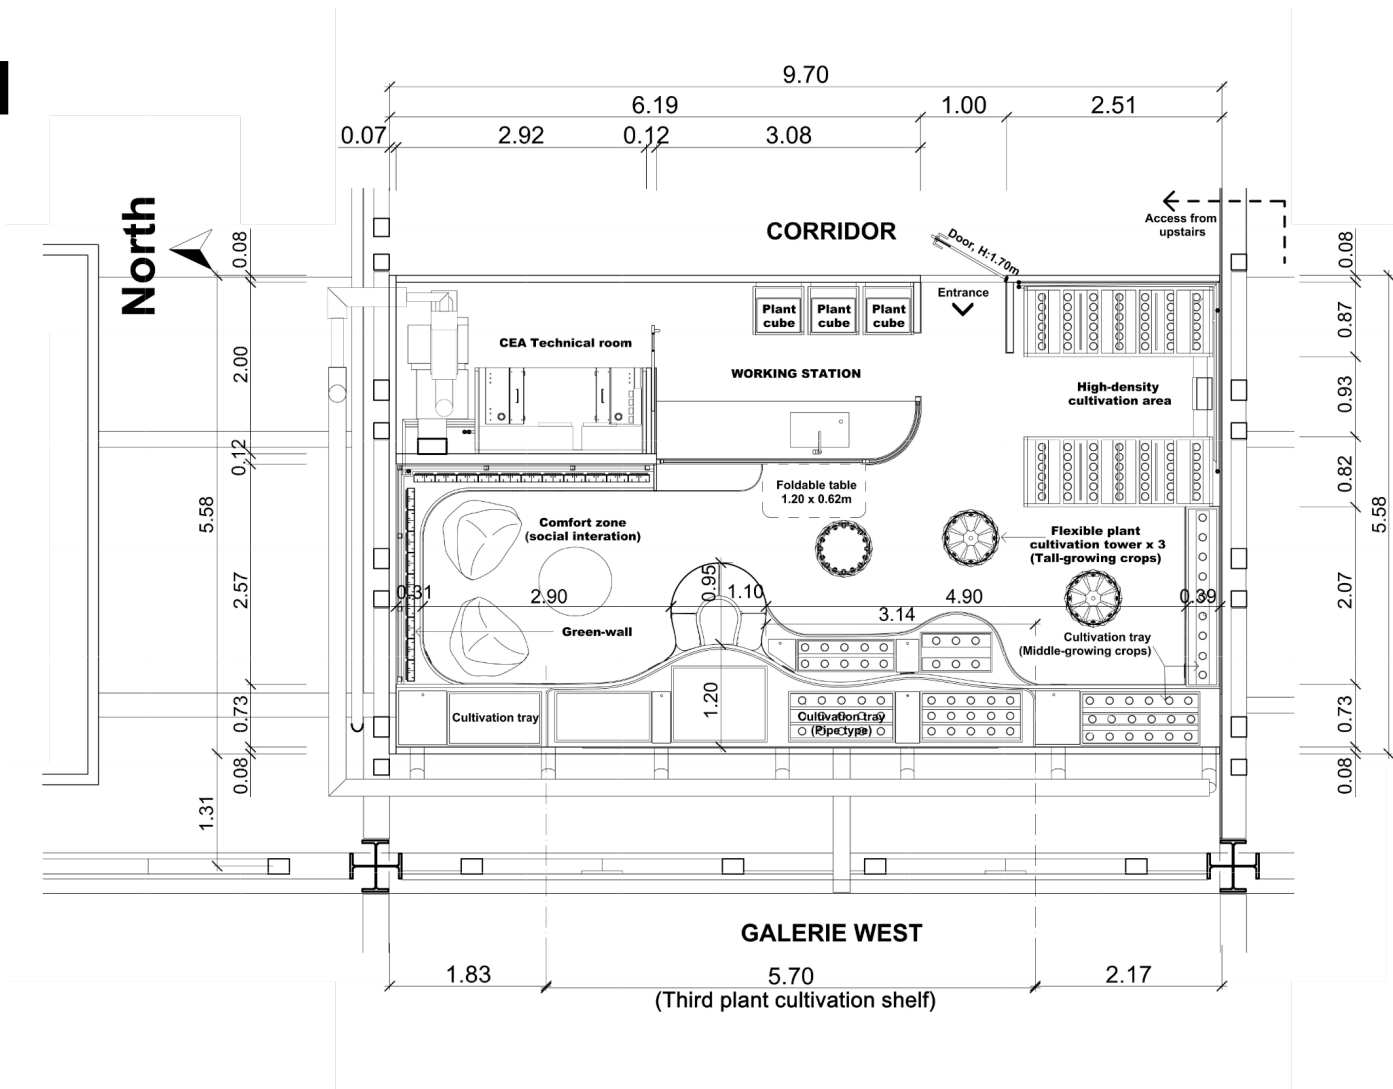 9.70
6.19
1.00
2.51
0.07
2.92
0.12
3.08
North
CORRIDOR
Access from
upstairs
Door, H:1.70m
Entrance
0.08
2.00
0.12
5.58
2.57
0.73
0.08
1.31
Plant
cube
Plant
cube
Plant
cube
CEA Technical room
WORKING STATION
High-density
cultivation area
Foldable table
1.20 x 0.62m
Comfort zone
(social interation)
Flexible plant
cultivation tower x 3
(Tall-growing crops)
0.31
2.90
0.95
1.10
4.90
0.39
3.14
Green-wall
Cultivation tray
(Middle-growing crops)
1.20
Cultivation tray
Cultivation tray
(Pipe type)
0.08
0.87
0.93
0.82
5.58
2.07
0.73
0.08
GALERIE WEST
1.83
5.70
2.17
(Third plant cultivation shelf)